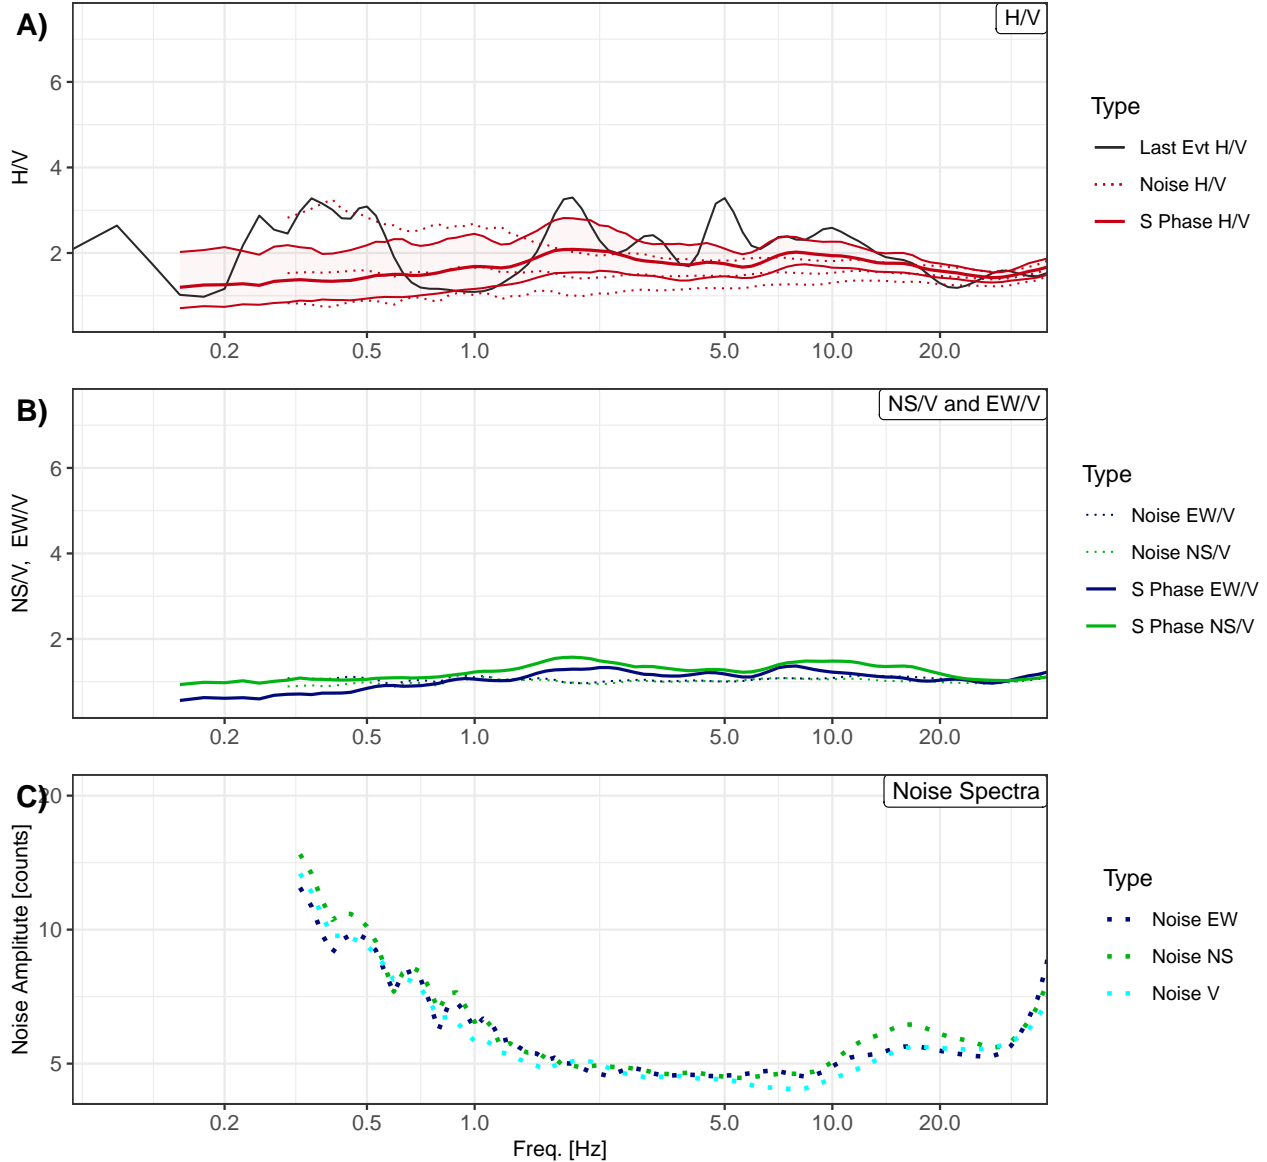 A)
H/V
6
4
2
H/V
0.2 0.5 1.0 5.0 10.0 20.0
Type
Last Evt H/V
Noise H/V
S Phase H/V
B)
NS/V and EW/V
6
4
2
NS/V, EW/V
0.2 0.5 1.0 5.0 10.0 20.0
Type
Noise EW/V
Noise NS/V
S Phase EW/V
S Phase NS/V
C)
Noise Spectra
20
10
5
Noise Amplitute [counts]
0.2 0.5 1.0 5.0 10.0 20.0
Freq. [Hz]
Type
Noise EW
Noise NS
Noise V